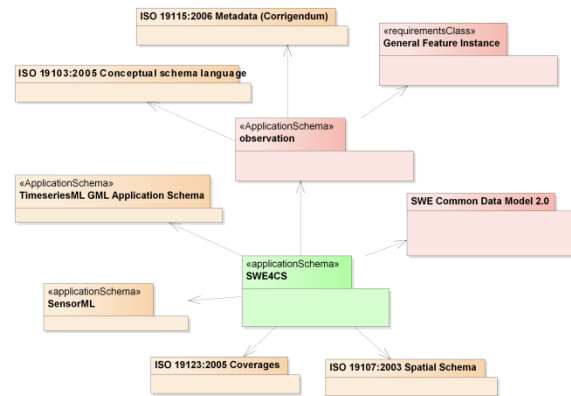 ISO 19115:2006 Metadata (Corrigendum)
«requirementsClass»
General Feature Instance
ISO 19103:2005 Conceptual schema language
«ApplicationSchema»
observation
«ApplicationSchema»
TimeseriesML GML Application Schema
SWE Common Data Model 2.0
«applicationSchema»
SWE4CS
«applicationSchema»
SensorML
ISO 19123:2005 Coverages
ISO 19107:2003 Spatial Schema